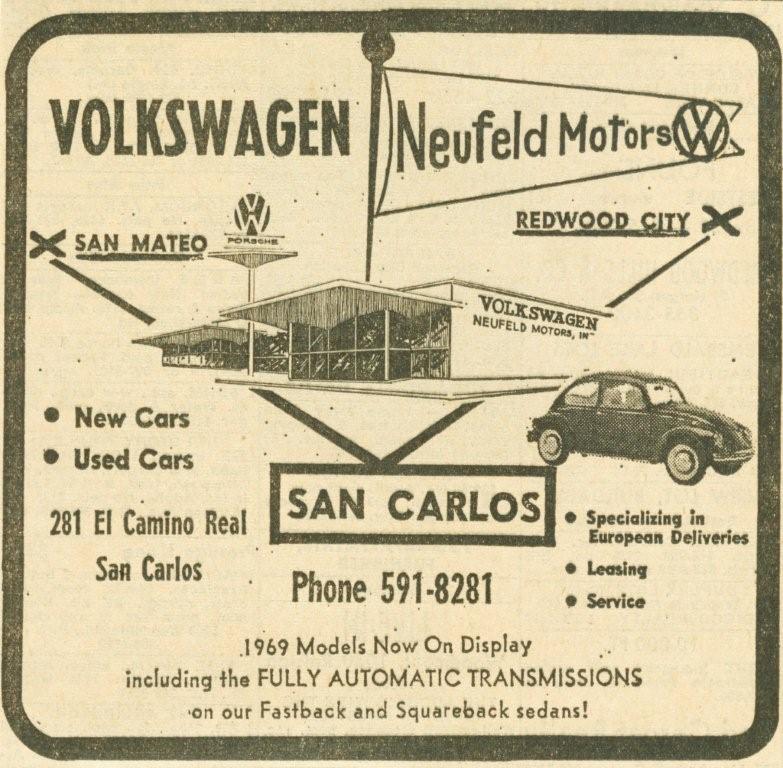 VOLKSWAGEN
Neufeld Motors
REDWOOD CITY
SAN MATEO
PORSCHE
VOLKSWAGEN
NEUFELD MOTORS, IN
• New Cars
• Used Cars
281 El Camino Real
San Carlos
SAN CARLOS
Phone 591-8281
• Specializing in
European Deliveries
• Leasing
• Service
1969 Models Now On Display
including the FULLY AUTOMATIC TRANSMISSIONS
on our Fastback and Squareback sedans!